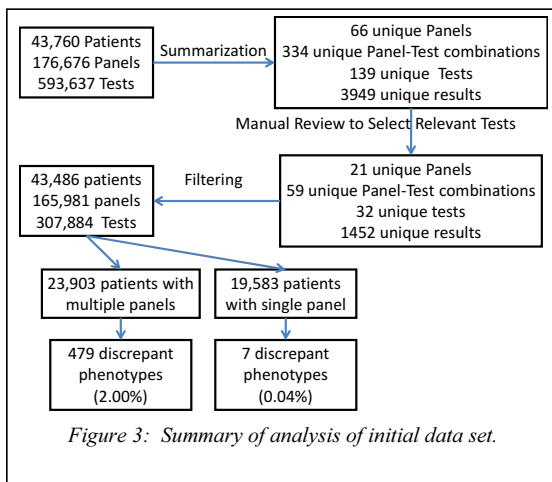 43,760 Patients
176,676 Panels
593,637 Tests
Summarization
66 unique Panels
334 unique Panel-Test combinations
139 unique Tests
3949 unique results
Manual Review to Select Relevant Tests
43,486 patients
165,981 panels
307,884 Tests
Filtering
21 unique Panels
59 unique Panel-Test combinations
32 unique tests
1452 unique results
23,903 patients with
multiple panels
19,583 patients
with single panel
479 discrepant
phenotypes
(2.00%)
7 discrepant
phenotypes
(0.04%)
Figure 3: Summary of analysis of initial data set.